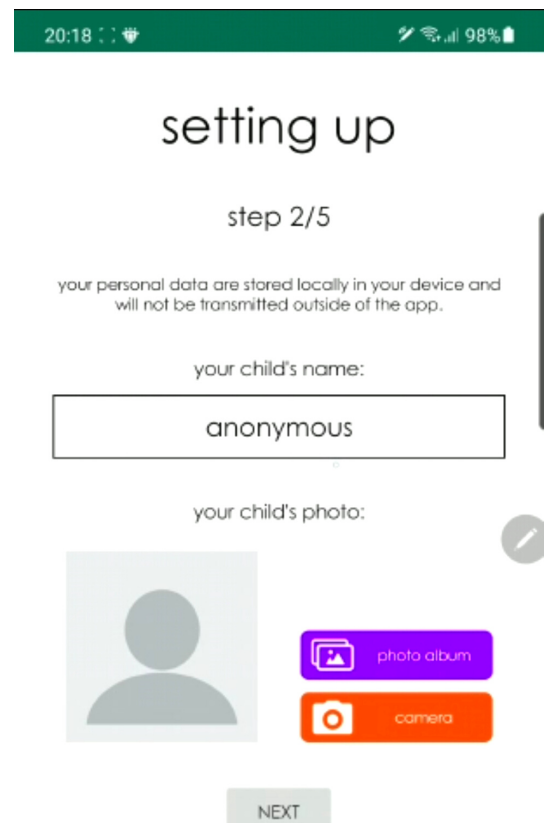 20:18 98%
setting up
step 2/5
your personal data are stored locally in your device and
will not be transmitted outside of the app.
your child's name:
anonymous
your child's photo:
photo album
camera
NEXT